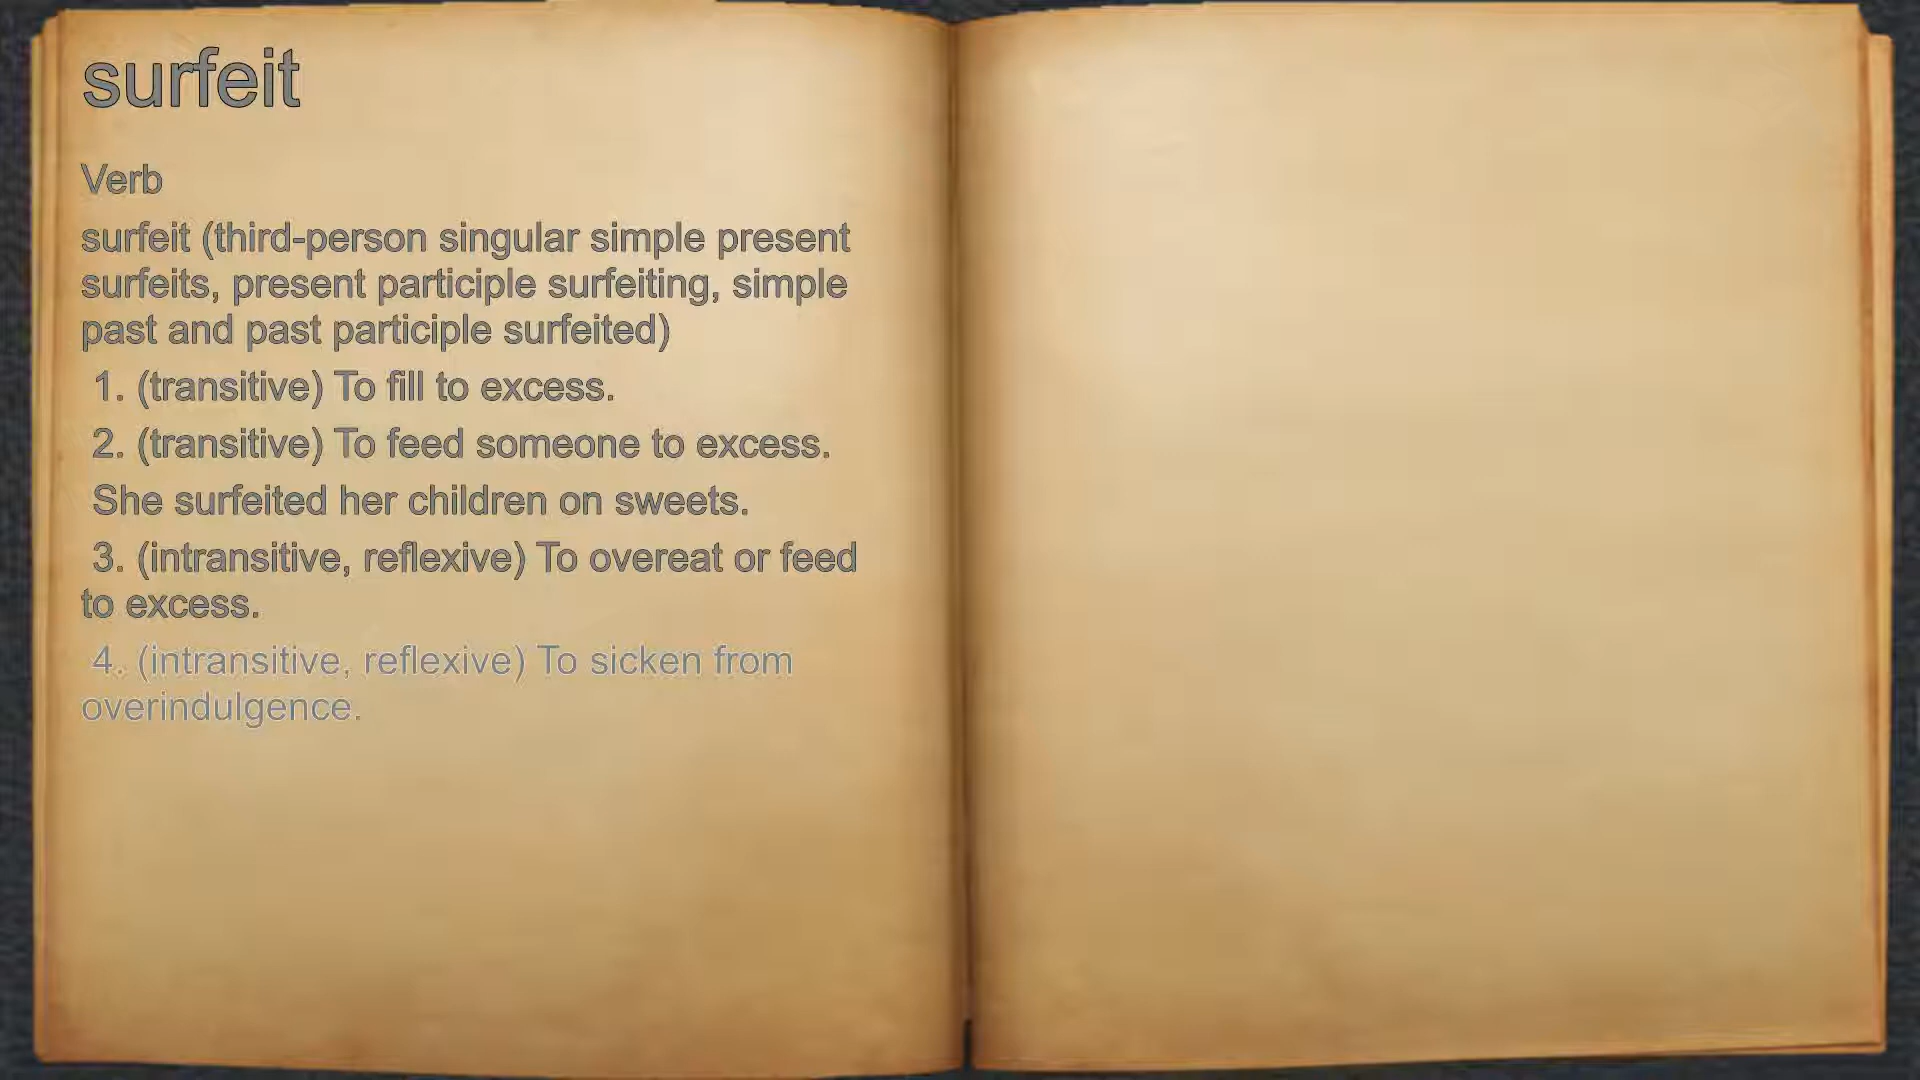 surfeit
Verb
surfeit (third-person singular simple present
surfeits, present participle surfeiting, simple
past and past participle surfeited)
1. (transitive) To fill to excess.
2. (transitive) To feed someone to excess.
She surfeited her children on sweets.
3. (intransitive, reflexive) To overeat or feed
to excess.
4. (intransitive, reflexive) To sicken from
overindulgence.